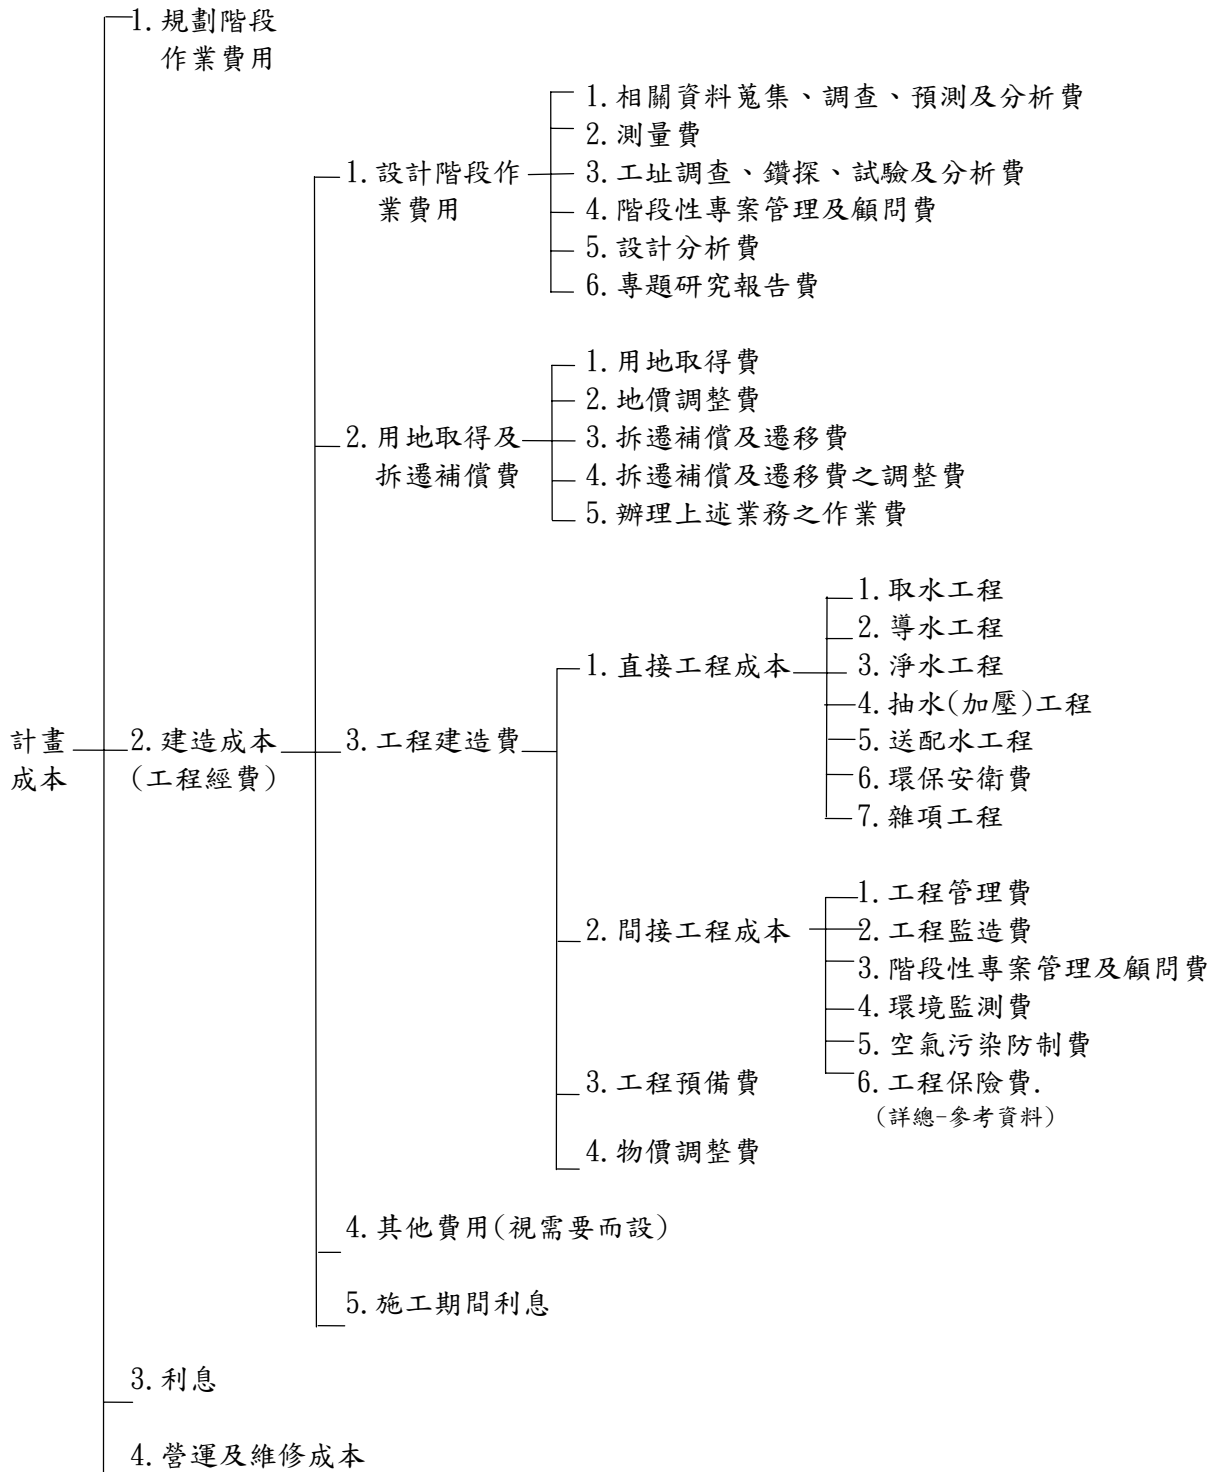 1.規劃階段
作業費用
1.相關資料蒐集、調查、預測及分析費
2.測量費
1.設計階段作
業費用
3.工址調查、鑽探、試驗及分析費
4.階段性專案管理及顧問費
5.設計分析費
6.專題研究報告費
1.用地取得費
2.地價調整費
2.用地取得及
拆遷補償費
3.拆遷補償及遷移費
4.拆遷補償及遷移費之調整費
5.辦理上述業務之作業費
1.取水工程
2.導水工程
1.直接工程成本
3.淨水工程
4.抽水(加壓)工程
計畫
成本
2.建造成本
(工程經費)
3.工程建造費
5.送配水工程
6.環保安衛費
7.雜項工程
1.工程管理費
2.間接工程成本
2.工程監造費
3.階段性專案管理及顧問費
4.環境監測費
5.空氣污染防制費
3.工程預備費
6.工程保險費.
(詳總-參考資料)
4.物價調整費
4.其他費用(視需要而設)
5.施工期間利息
3.利息
4.營運及維修成本